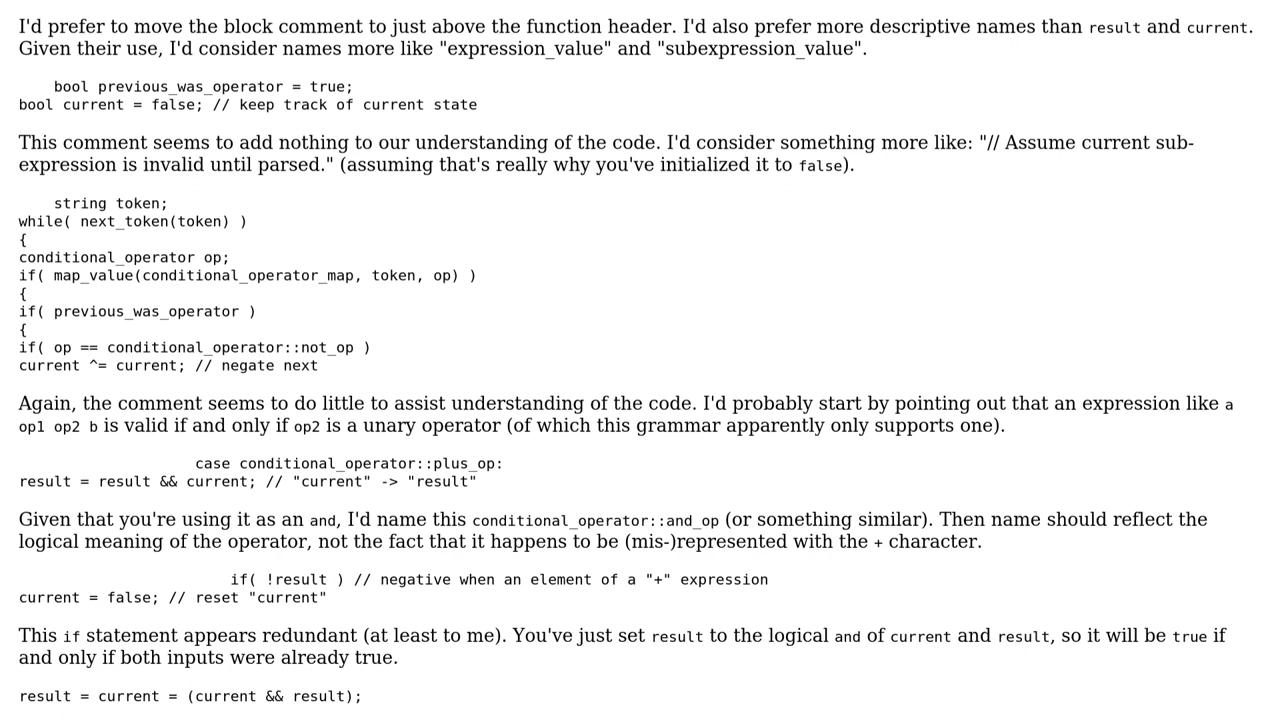 I'd prefer to move the block comment to just above the function header. I'd also prefer more descriptive names than result and current.
Given their use, I'd consider names more like "expression_value" and "subexpression_value".
    bool previous_was_operator = true;
bool current = false; // keep track of current state
This comment seems to add nothing to our understanding of the code. I'd consider something more like: "// Assume current sub-
expression is invalid until parsed." (assuming that's really why you've initialized it to false).
    string token;
while( next_token(token) )
{
conditional_operator op;
if( map_value(conditional_operator_map, token, op) )
{
if( previous_was_operator )
{
if( op == conditional_operator::not_op )
current ^= current; // negate next
Again, the comment seems to do little to assist understanding of the code. I'd probably start by pointing out that an expression like a
op1 op2 b is valid if and only if op2 is a unary operator (of which this grammar apparently only supports one).
                    case conditional_operator::plus_op:
result = result && current; // "current" -> "result"
Given that you're using it as an and, I'd name this conditional_operator::and_op (or something similar). Then name should reflect the
logical meaning of the operator, not the fact that it happens to be (mis-)represented with the + character.
                        if( !result ) // negative when an element of a "+" expression
current = false; // reset "current"
This if statement appears redundant (at least to me). You've just set result to the logical and of current and result, so it will be true if
and only if both inputs were already true.
result = current = (current && result);